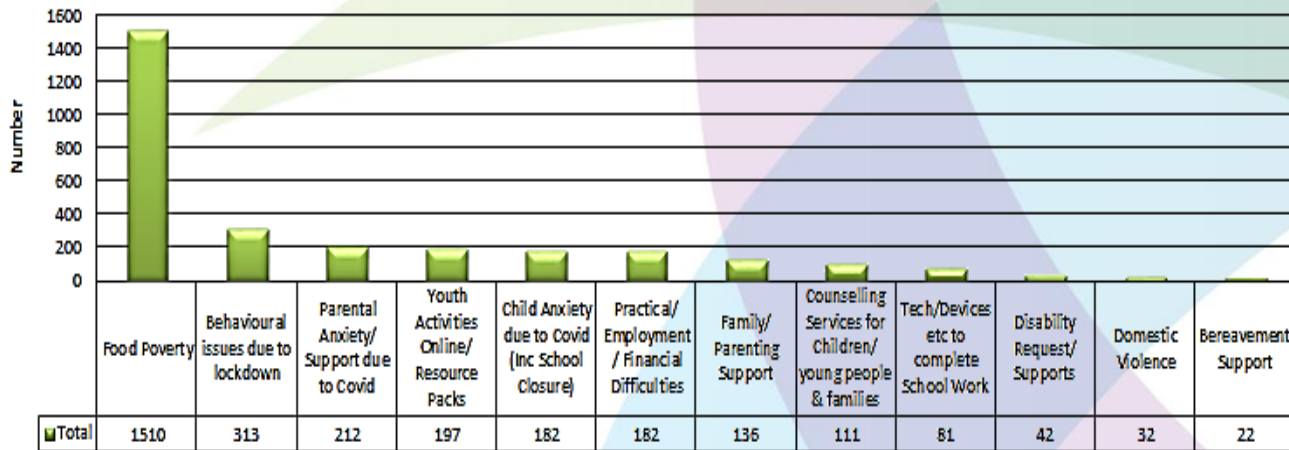 1600
1400
1200
1000
800
600
400
200
0
Number
Food Poverty
Behavioural
issues due to
lockdown
Parental
Anxiety/
Support due
to Covid
Youth
Activities
Online/
Resource
Packs
Child Anxiety
due to Covid
(Inc School
Closure)
Practical/
Employment
/ Financial
Difficulties
Family/
Parenting
Support
Counselling
Services for
Children/
young people
& families
Tech/Devices
etc to
complete
School Work
Disability
Request/
Supports
Domestic
Violence
Bereavement
Support
Total 1510 313 212 197 182 182 136 111 81 42 32 22